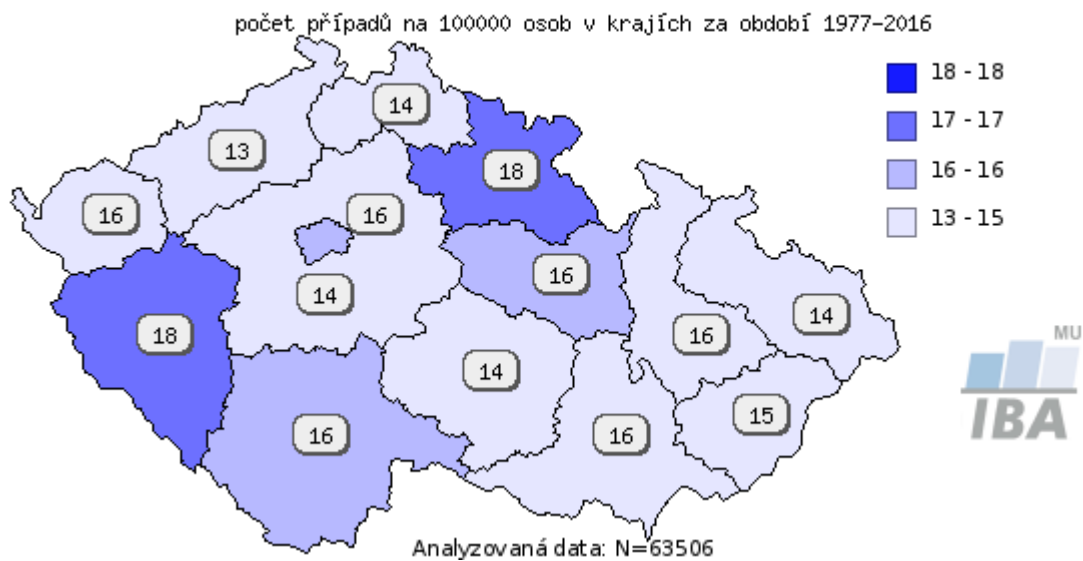 počet případů na 100000 osob v krajích za období 1977-2016
18 - 18
17 - 17
16 - 16
13 - 15
14
13
18
16
16
16
14
18
14
16
14
15
16
16
MU
IBA
Analyzovaná data: N=63506